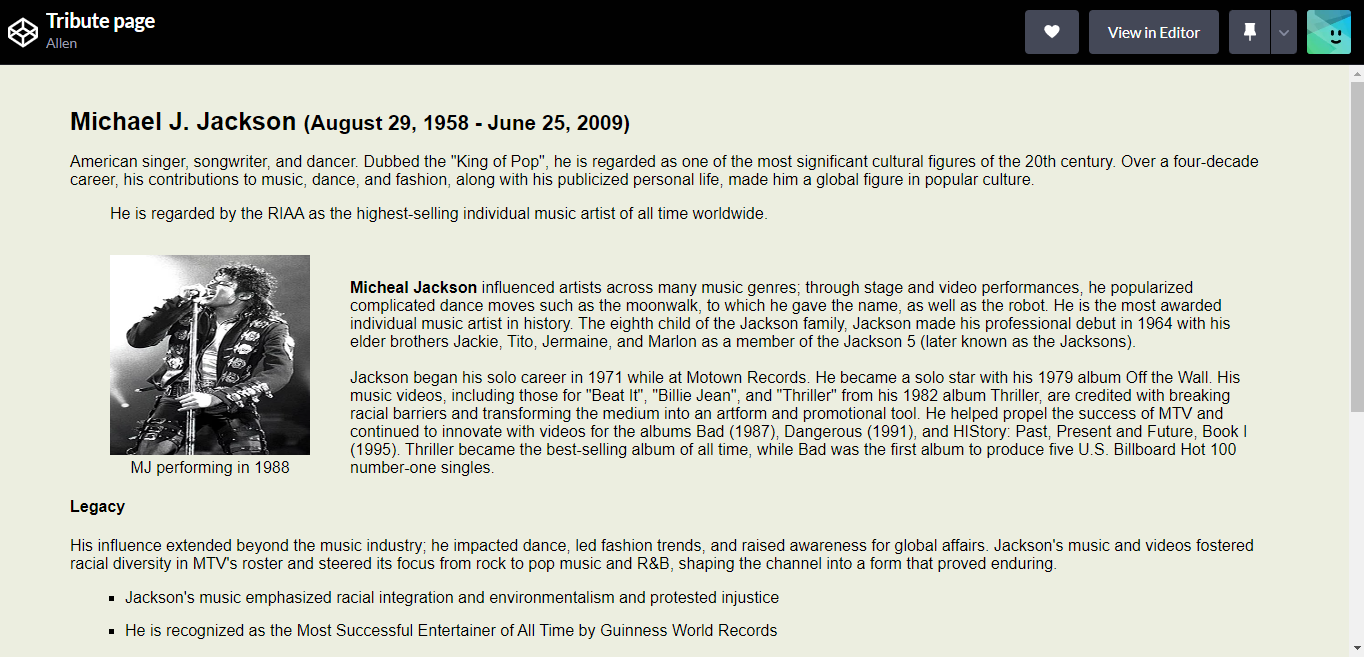 Tribute page
Allen
View in Editor
Michael J. Jackson (August 29, 1958 - June 25, 2009)
American singer, songwriter, and dancer. Dubbed the "King of Pop", he is regarded as one of the most significant cultural figures of the 20th century. Over a four-decade
career, his contributions to music, dance, and fashion, along with his publicized personal life, made him a global figure in popular culture.
He is regarded by the RIAA as the highest-selling individual music artist of all time worldwide.
MJ performing in 1988
Micheal Jackson influenced artists across many music genres; through stage and video performances, he popularized
complicated dance moves such as the moonwalk, to which he gave the name, as well as the robot. He is the most awarded
individual music artist in history. The eighth child of the Jackson family, Jackson made his professional debut in 1964 with his
elder brothers Jackie, Tito, Jermaine, and Marlon as a member of the Jackson 5 (later known as the Jacksons).
Jackson began his solo career in 1971 while at Motown Records. He became a solo star with his 1979 album Off the Wall. His
music videos, including those for "Beat It", "Billie Jean", and "Thriller" from his 1982 album Thriller, are credited with breaking
racial barriers and transforming the medium into an artform and promotional tool. He helped propel the success of MTV and
continued to innovate with videos for the albums Bad (1987), Dangerous (1991), and HIStory: Past, Present and Future, Book I
(1995). Thriller became the best-selling album of all time, while Bad was the first album to produce five U.S. Billboard Hot 100
number-one singles.
Legacy
His influence extended beyond the music industry; he impacted dance, led fashion trends, and raised awareness for global affairs. Jackson's music and videos fostered
racial diversity in MTV's roster and steered its focus from rock to pop music and R&B, shaping the channel into a form that proved enduring.
Jackson's music emphasized racial integration and environmentalism and protested injustice
He is recognized as the Most Successful Entertainer of All Time by Guinness World Records